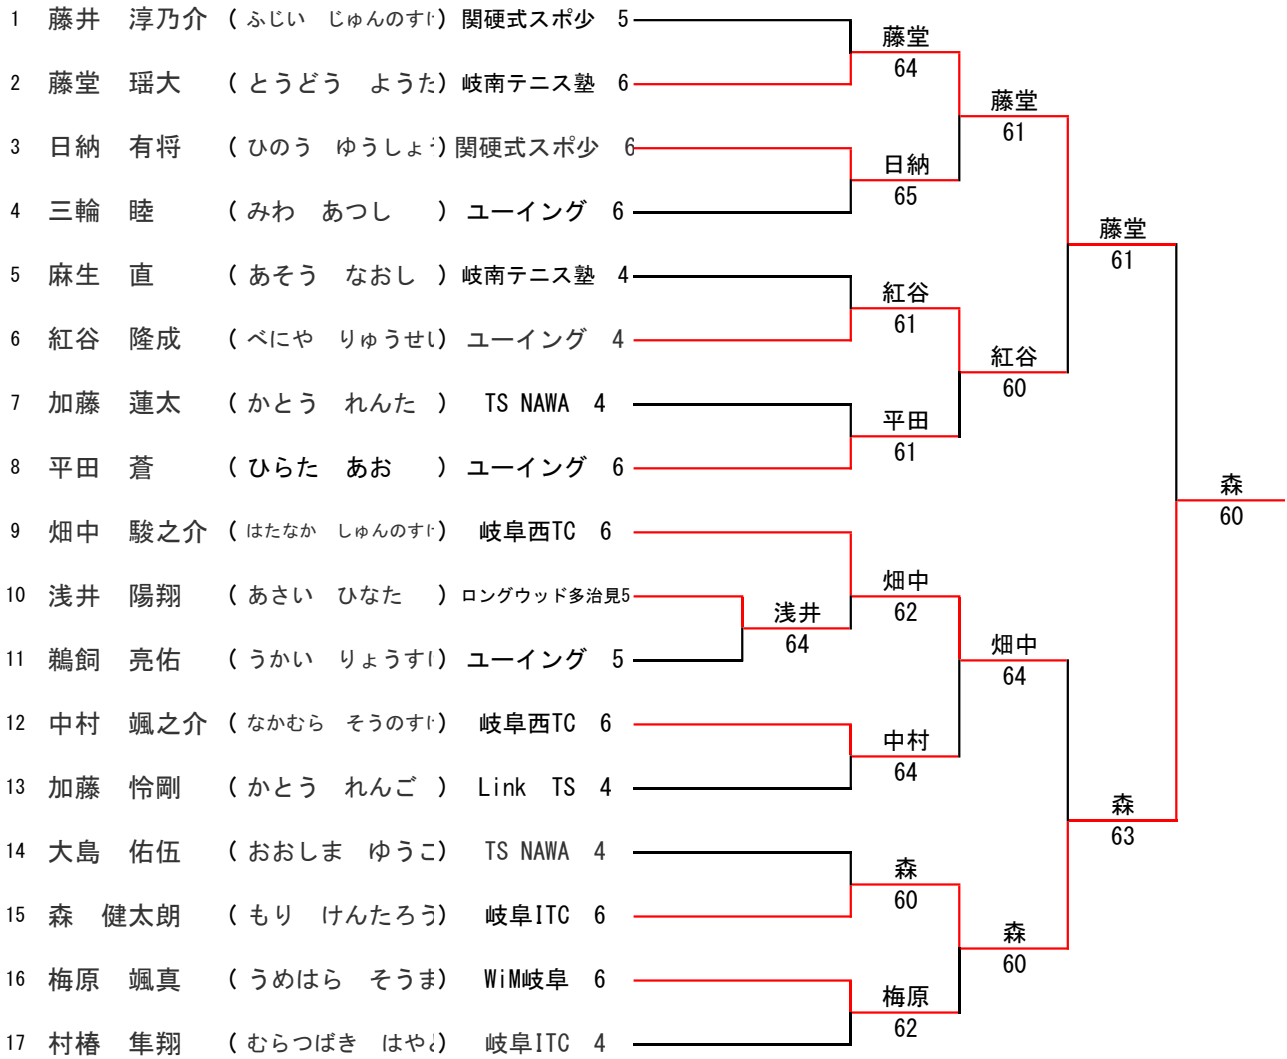 1 藤井 淳乃介 ( ふじい じゅんのすけ) 関硬式スポ少 5
藤堂
64
2 藤堂 瑶大 ( とうどう ようた) 岐南テニス塾 6
藤堂
61
3 日納 有将 ( ひのう ゆうしょう) 関硬式スポ少 6
日納
65
4 三輪 睦 ( みわ あつし ) ユーイング 6
藤堂
61
5 麻生 直 ( あそう なおし ) 岐南テニス塾 4
紅谷
61
6 紅谷 隆成 ( べにや りゅうせい) ユーイング 4
紅谷
60
7 加藤 蓮太 ( かとう れんた ) TS NAWA 4
平田
61
8 平田 蒼 ( ひらた あお ) ユーイング 6
森
60
9 畑中 駿之介 ( はたなか しゅんのすけ) 岐阜西TC 6
畑中
62
10 浅井 陽翔 ( あさい ひなた ) ロングウッド多治見5
浅井
64
11 鵜飼 亮佑 ( うかい りょうすけ) ユーイング 5
畑中
64
12 中村 颯之介 ( なかむら そうのすけ) 岐阜西TC 6
中村
64
13 加藤 怜剛 ( かとう れんご ) Link TS 4
森
63
14 大島 佑伍 ( おおしま ゆうご) TS NAWA 4
森
60
15 森 健太朗 ( もり けんたろう) 岐阜ITC 6
森
60
16 梅原 颯真 ( うめはら そうま) WiM岐阜 6
梅原
62
17 村椿 隼翔 ( むらつばき はやと) 岐阜ITC 4